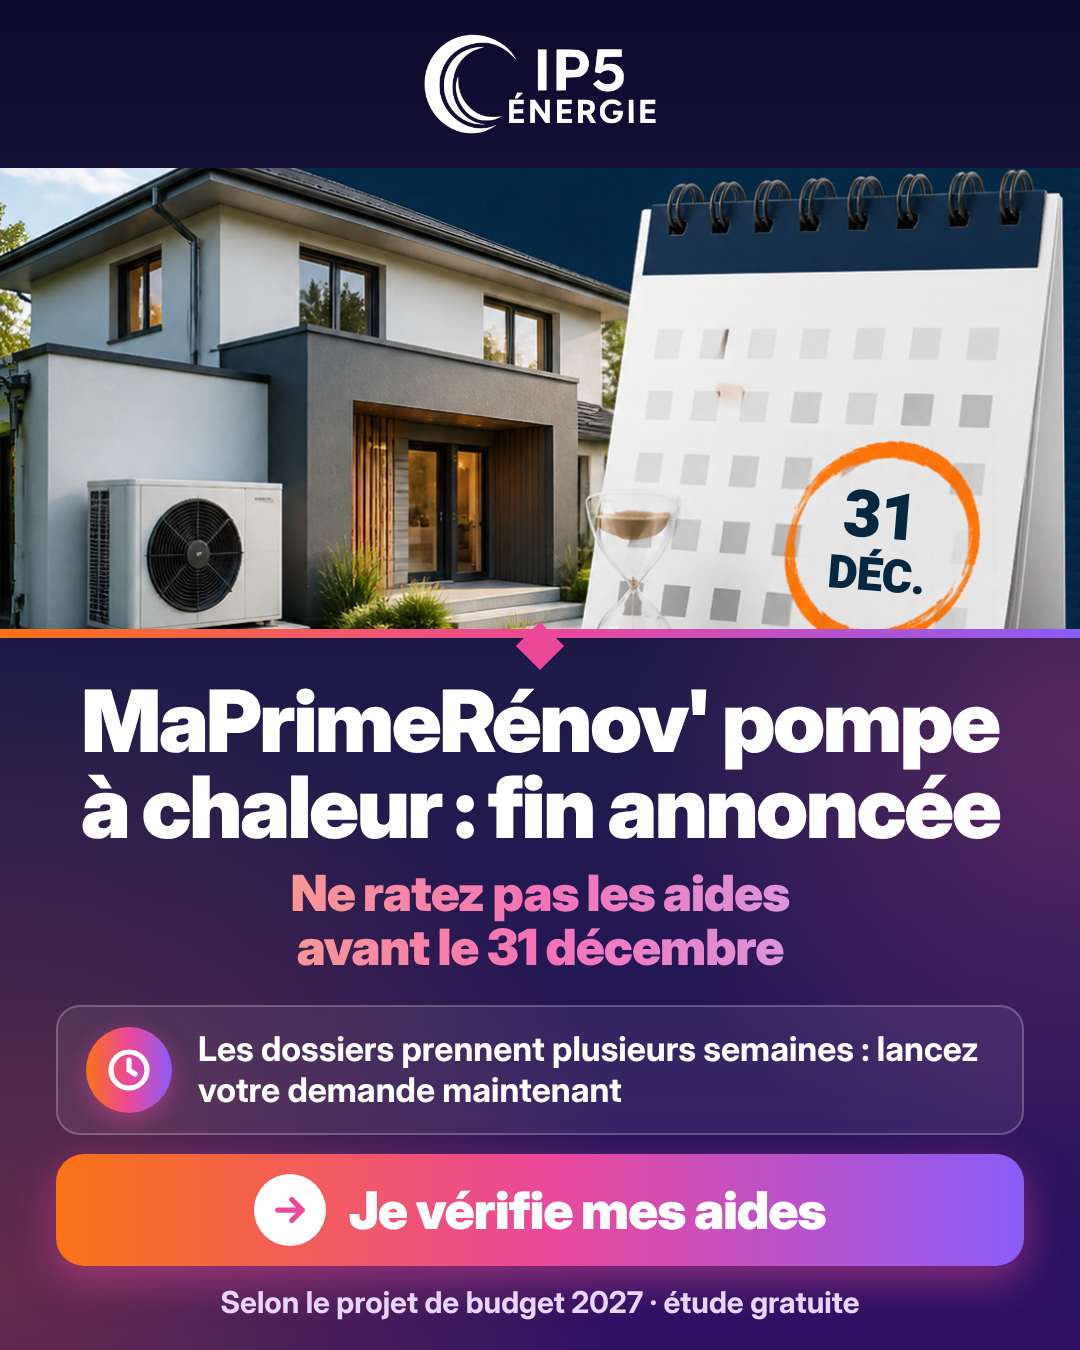 IP5
ÉNERGIE
31
DÉC.
MaPrimeRénov' pompe
à chaleur : fin annoncée
Ne ratez pas les aides
avant le 31 décembre
Les dossiers prennent plusieurs semaines : lancez
votre demande maintenant
Je vérifie mes aides
Selon le projet de budget 2027 · étude gratuite